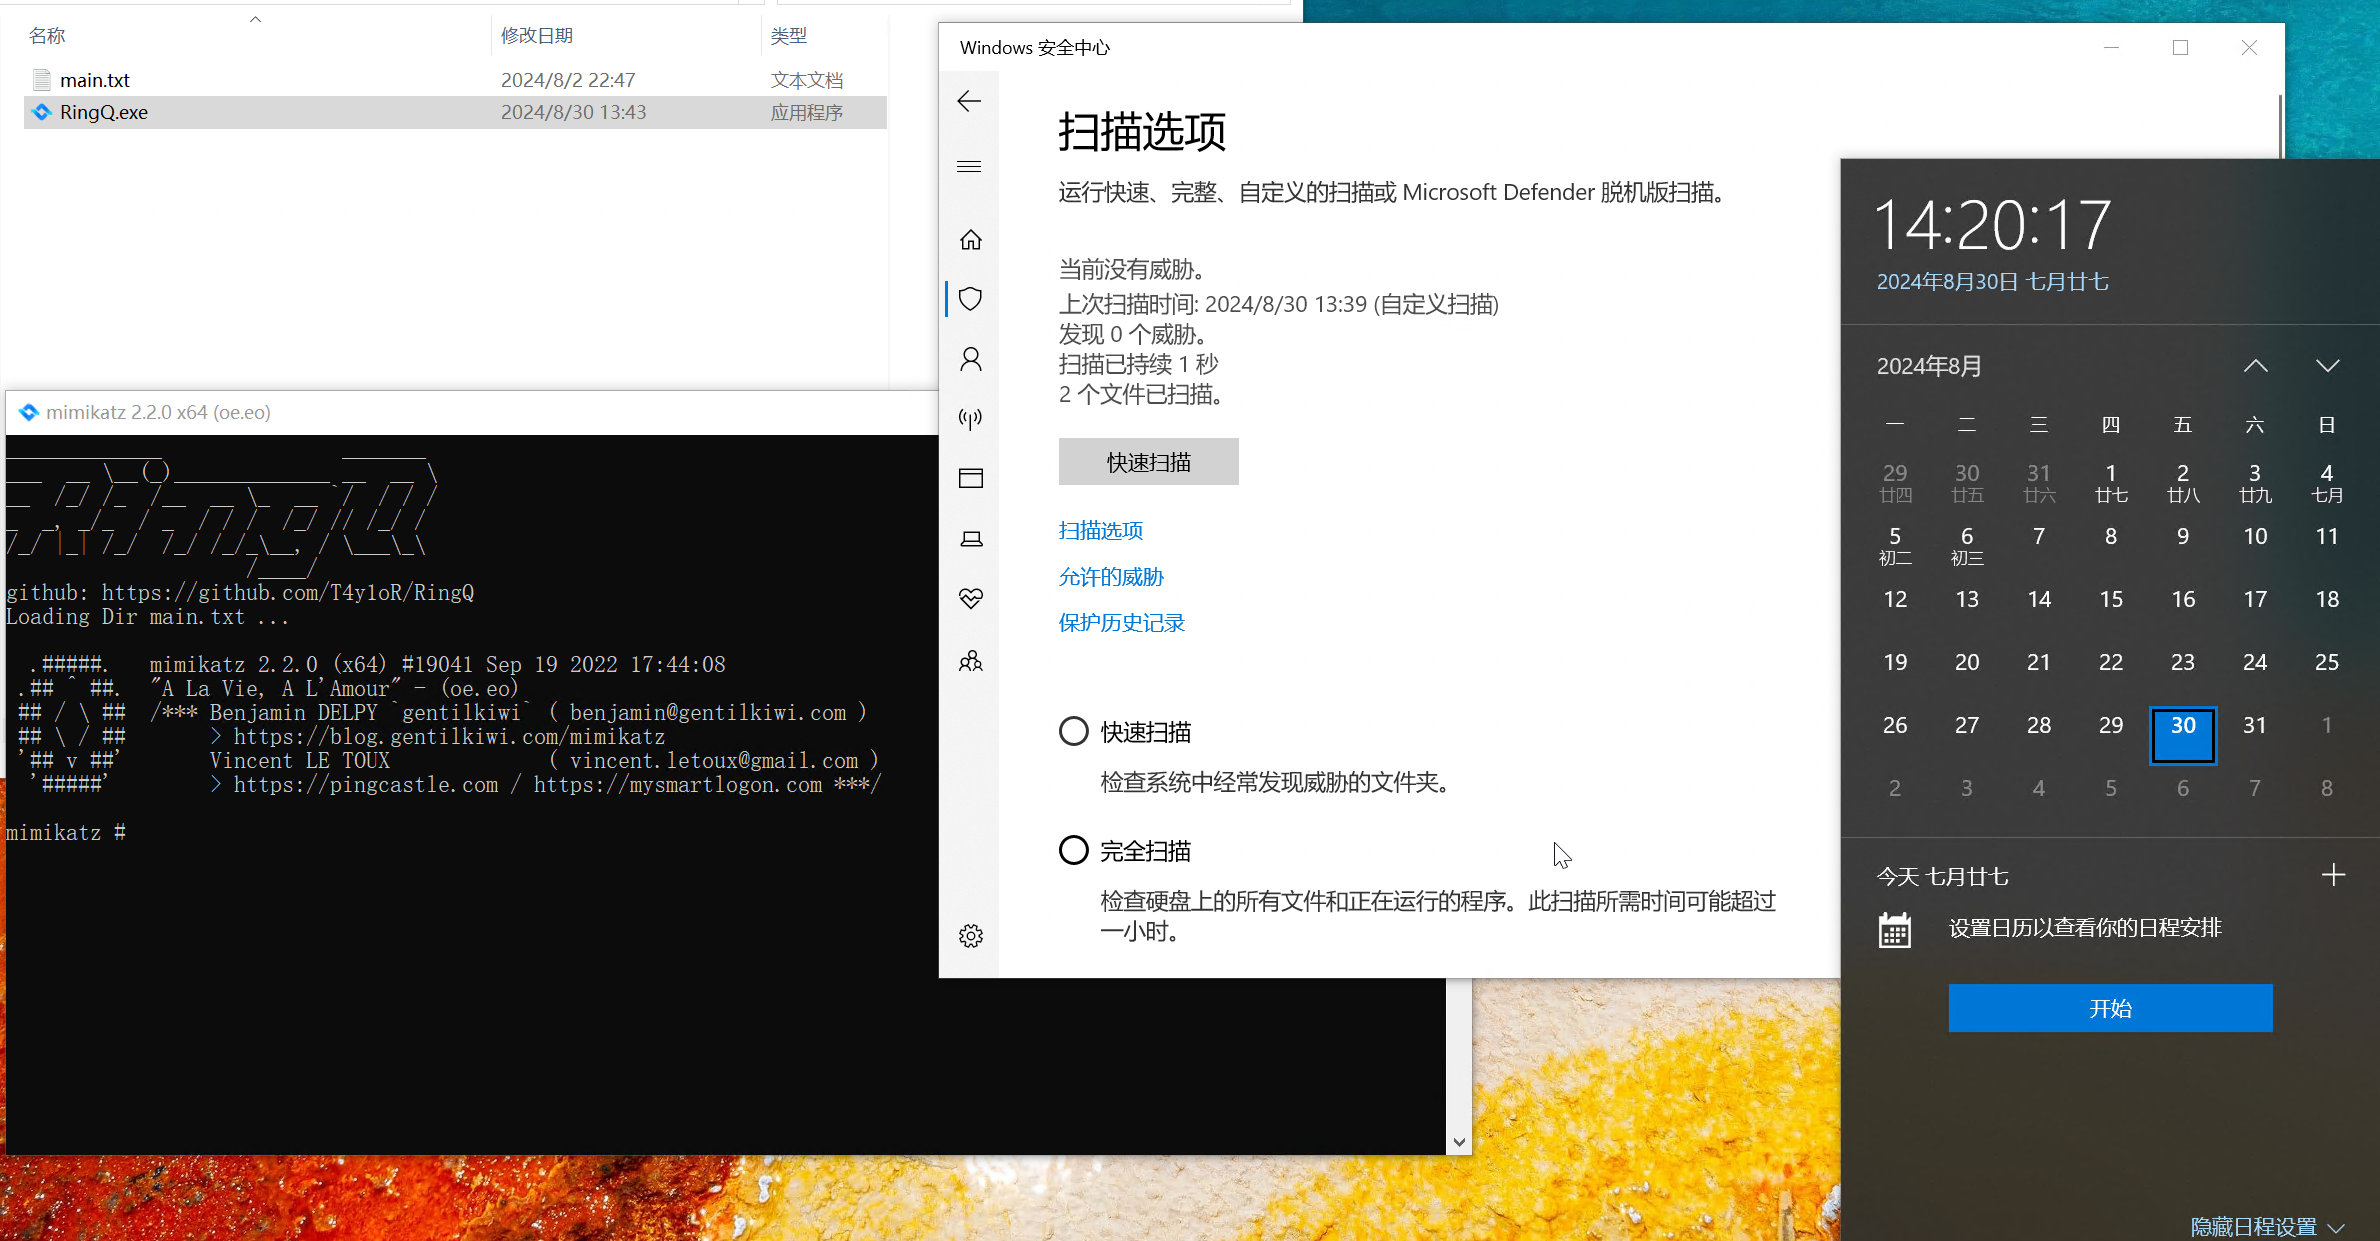 名称 修改日期 类型
main.txt 2024/8/2 22:47 文本文档
RingQ.exe 2024/8/30 13:43 应用程序
mimikatz 2.2.0 x64 (oe.eo)
RingQ
github: https://github.com/T4y1oR/RingQ
Loading Dir main.txt ...
.#####. mimikatz 2.2.0 (x64) #19041 Sep 19 2022 17:44:08
.## ^ ##. "A La Vie, A L'Amour" - (oe.eo)
## / \ ## /*** Benjamin DELPY `gentilkiwi` ( benjamin@gentilkiwi.com )
## \ / ## > https://blog.gentilkiwi.com/mimikatz
'## v ##' Vincent LE TOUX ( vincent.letoux@gmail.com )
'#####' > https://pingcastle.com / https://mysmartlogon.com ***/
mimikatz #
Windows 安全中心
扫描选项
运行快速、完整、自定义的扫描或 Microsoft Defender 脱机版扫描。
当前没有威胁。
上次扫描时间: 2024/8/30 13:39 (自定义扫描)
发现 0 个威胁。
扫描已持续 1 秒
2 个文件已扫描。
快速扫描
扫描选项
允许的威胁
保护历史记录
快速扫描
检查系统中经常发现威胁的文件夹。
完全扫描
检查硬盘上的所有文件和正在运行的程序。此扫描所需时间可能超过
一小时。
14:20:17
2024年8月30日 七月廿七
2024年8月
一 二 三 四 五 六 日
29 30 31 1 2 3 4
廿四 廿五 廿六 廿七 廿八 廿九 七月
5 6 7 8 9 10 11
初二 初三
12 13 14 15 16 17 18
19 20 21 22 23 24 25
26 27 28 29 30 31 1
2 3 4 5 6 7 8
今天 七月廿七
设置日历以查看你的日程安排
开始
隐藏日程设置